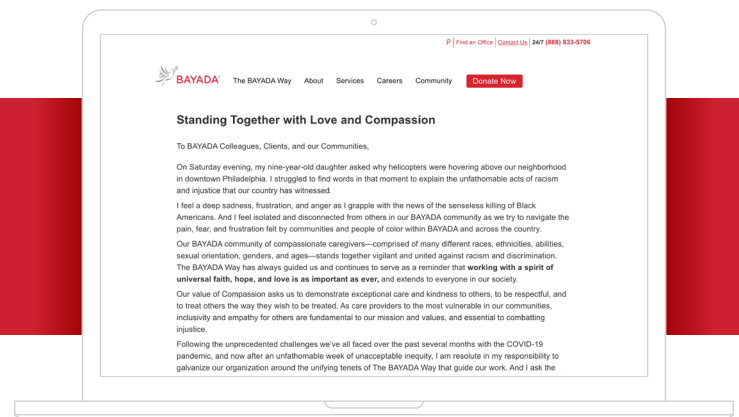 Find an Office Contact Us 24/7 (888) 833-5706
BAYADA
The BAYADA Way About Services Careers Community Donate Now
Standing Together with Love and Compassion
To BAYADA Colleagues, Clients, and our Communities,
On Saturday evening, my nine-year-old daughter asked why helicopters were hovering above our neighborhood
in downtown Philadelphia. I struggled to find words in that moment to explain the unfathomable acts of racism
and injustice that our country has witnessed.
I feel a deep sadness, frustration, and anger as I grapple with the news of the senseless killing of Black
Americans. And I feel isolated and disconnected from others in our BAYADA community as we try to navigate the
pain, fear, and frustration felt by communities and people of color within BAYADA and across the country.
Our BAYADA community of compassionate caregivers—comprised of many different races, ethnicities, abilities,
sexual orientation, genders, and ages—stands together vigilant and united against racism and discrimination.
The BAYADA Way has always guided us and continues to serve as a reminder that working with a spirit of
universal faith, hope, and love is as important as ever, and extends to everyone in our society.
Our value of Compassion asks us to demonstrate exceptional care and kindness to others, to be respectful, and
to treat others the way they wish to be treated. As care providers to the most vulnerable in our communities,
inclusivity and empathy for others are fundamental to our mission and values, and essential to combatting
injustice.
Following the unprecedented challenges we've all faced over the past several months with the COVID-19
pandemic, and now after an unfathomable week of unacceptable inequity, I am resolute in my responsibility to
galvanize our organization around the unifying tenets of The BAYADA Way that guide our work. And I ask the